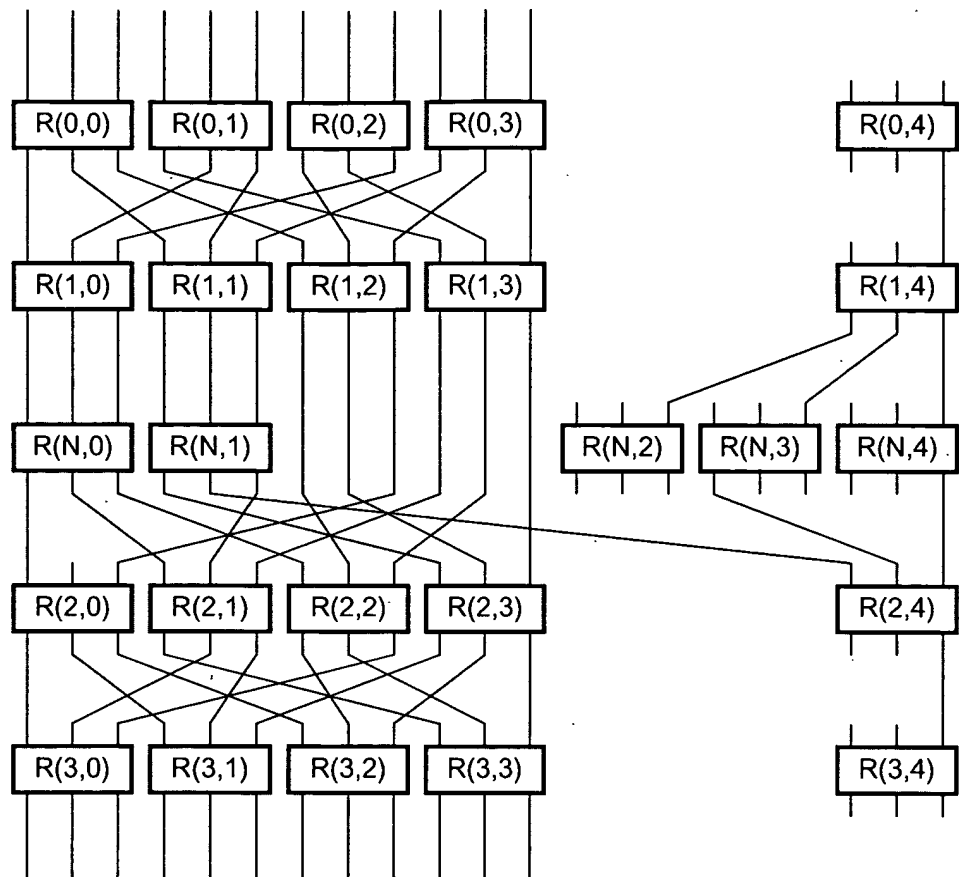 R(0,0) R(0,1) R(0,2) R(0,3) R(0,4)
R(1,0) R(1,1) R(1,2) R(1,3) R(1,4)
R(N,0) R(N,1) R(N,2) R(N,3) R(N,4)
R(2,0) R(2,1) R(2,2) R(2,3) R(2,4)
R(3,0) R(3,1) R(3,2) R(3,3) R(3,4)